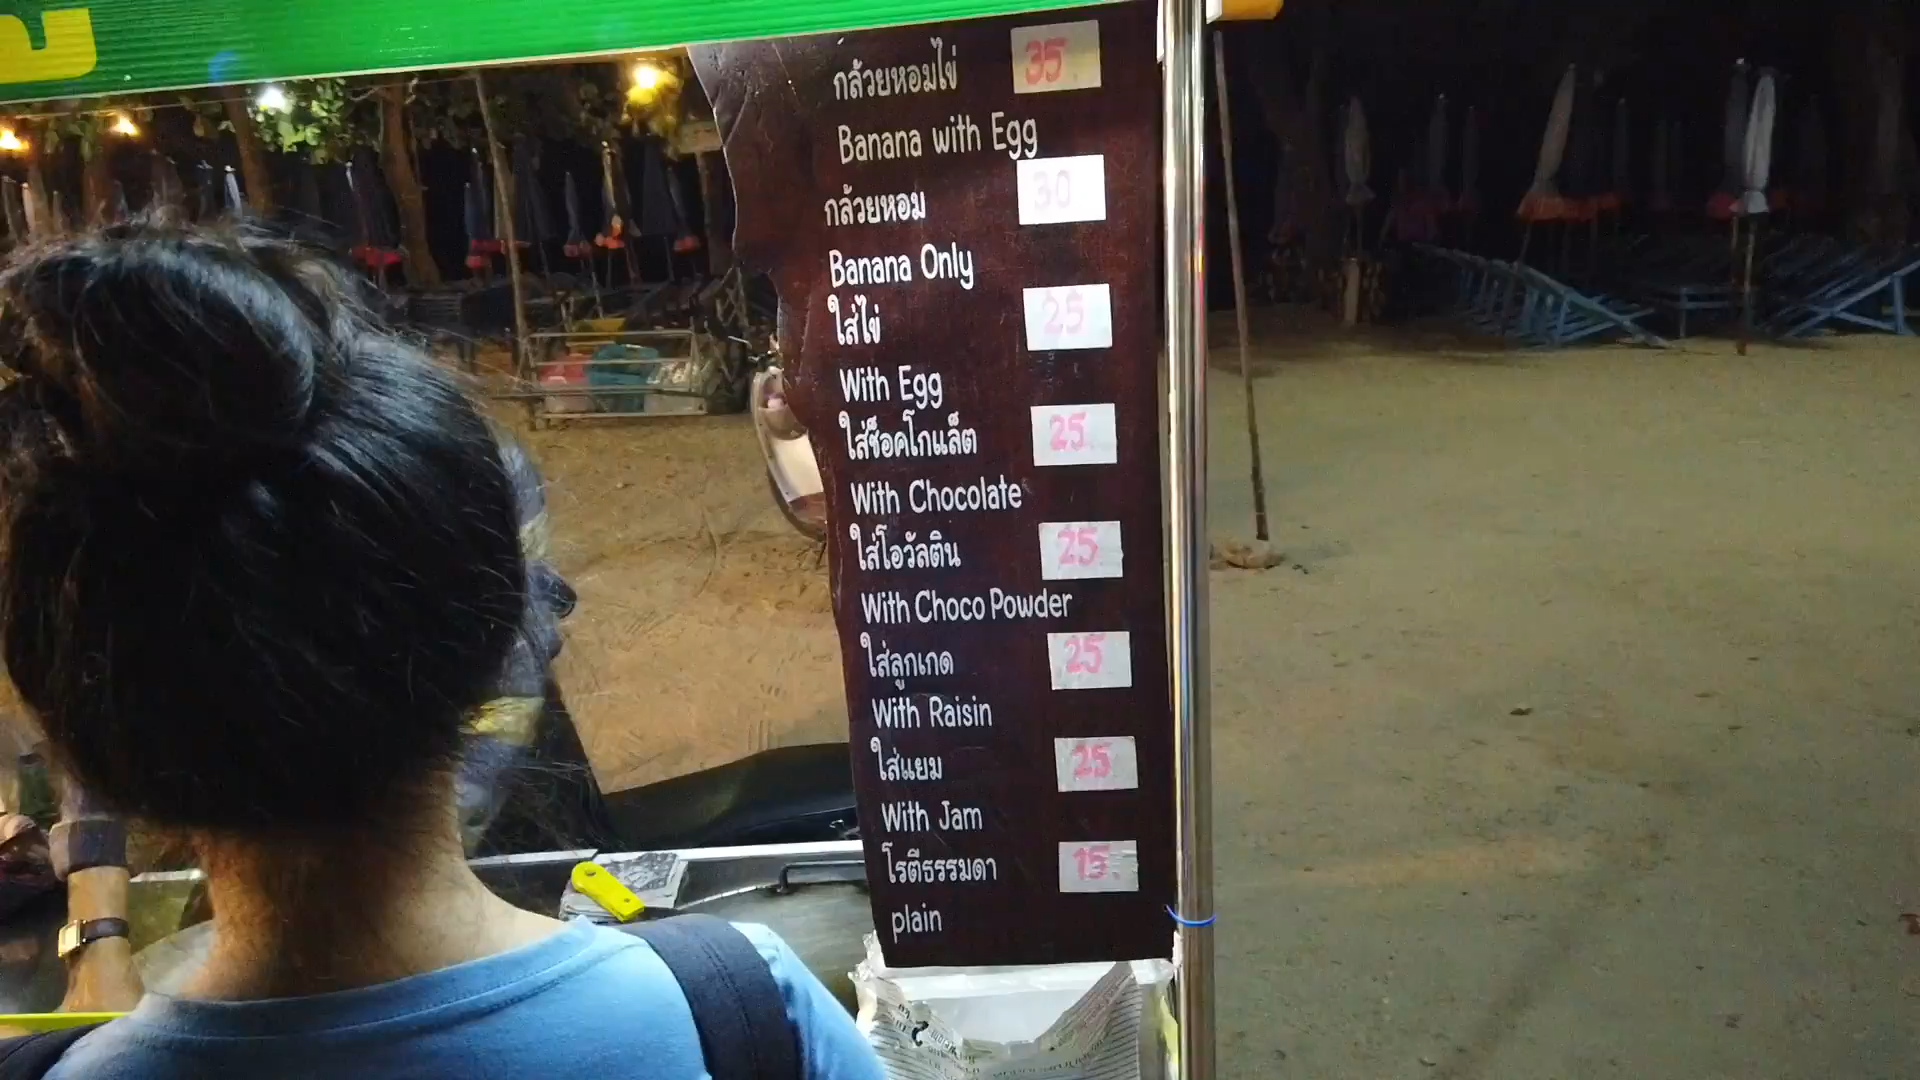 กล้วยหอมไข่ 35
Banana with Egg
กล้วยหอม 30
Banana Only
ใส่ไข่ 25
With Egg
ใส่ช็อคโกแล็ต 25
With Chocolate
ใส่โอวัลติน 25
With Choco Powder
ใส่ลูกเกด 25
With Raisin
ใส่แยม 25
With Jam
โรตีธรรมดา 15
plain